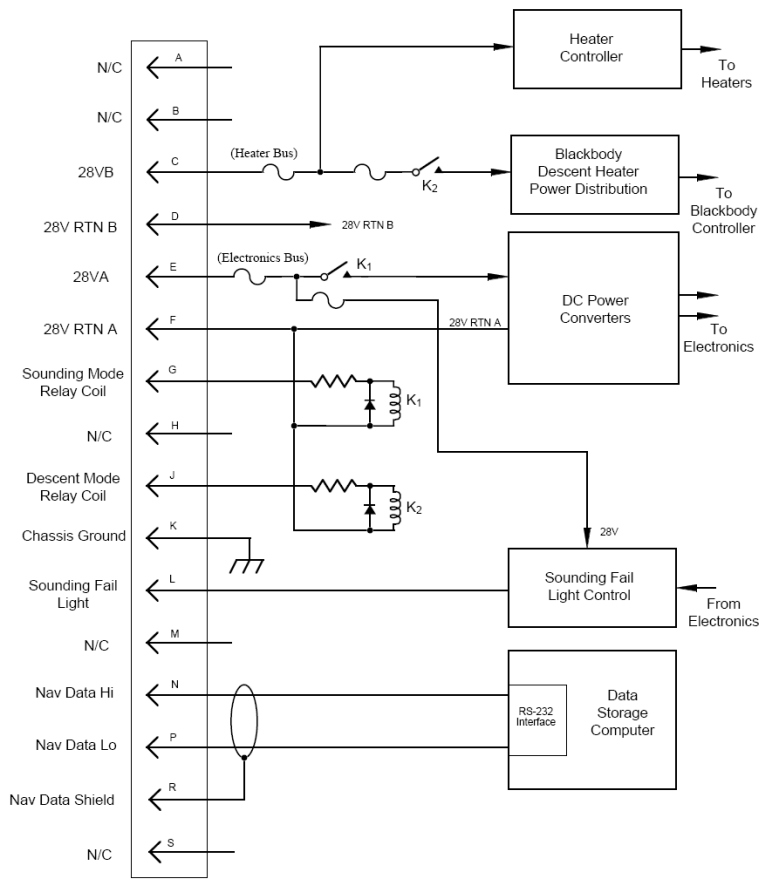 Heater
Controller
To
Heaters
N/C
A
N/C
B
28VB
C
(Heater Bus)
K2
Blackbody
Descent Heater
Power Distribution
To
Blackbody
Controller
28V RTN B
D
28V RTN B
28VA
E
(Electronics Bus)
K1
DC Power
Converters
To
Electronics
28V RTN A
F
28V RTN A
Sounding Mode
Relay Coil
G
K1
N/C
H
Descent Mode
Relay Coil
J
K2
Chassis Ground
K
28V
Sounding Fail
Light
L
Sounding Fail
Light Control
From
Electronics
N/C
M
Nav Data Hi
N
RS-232
Interface
Data
Storage
Computer
Nav Data Lo
P
Nav Data Shield
R
N/C
S